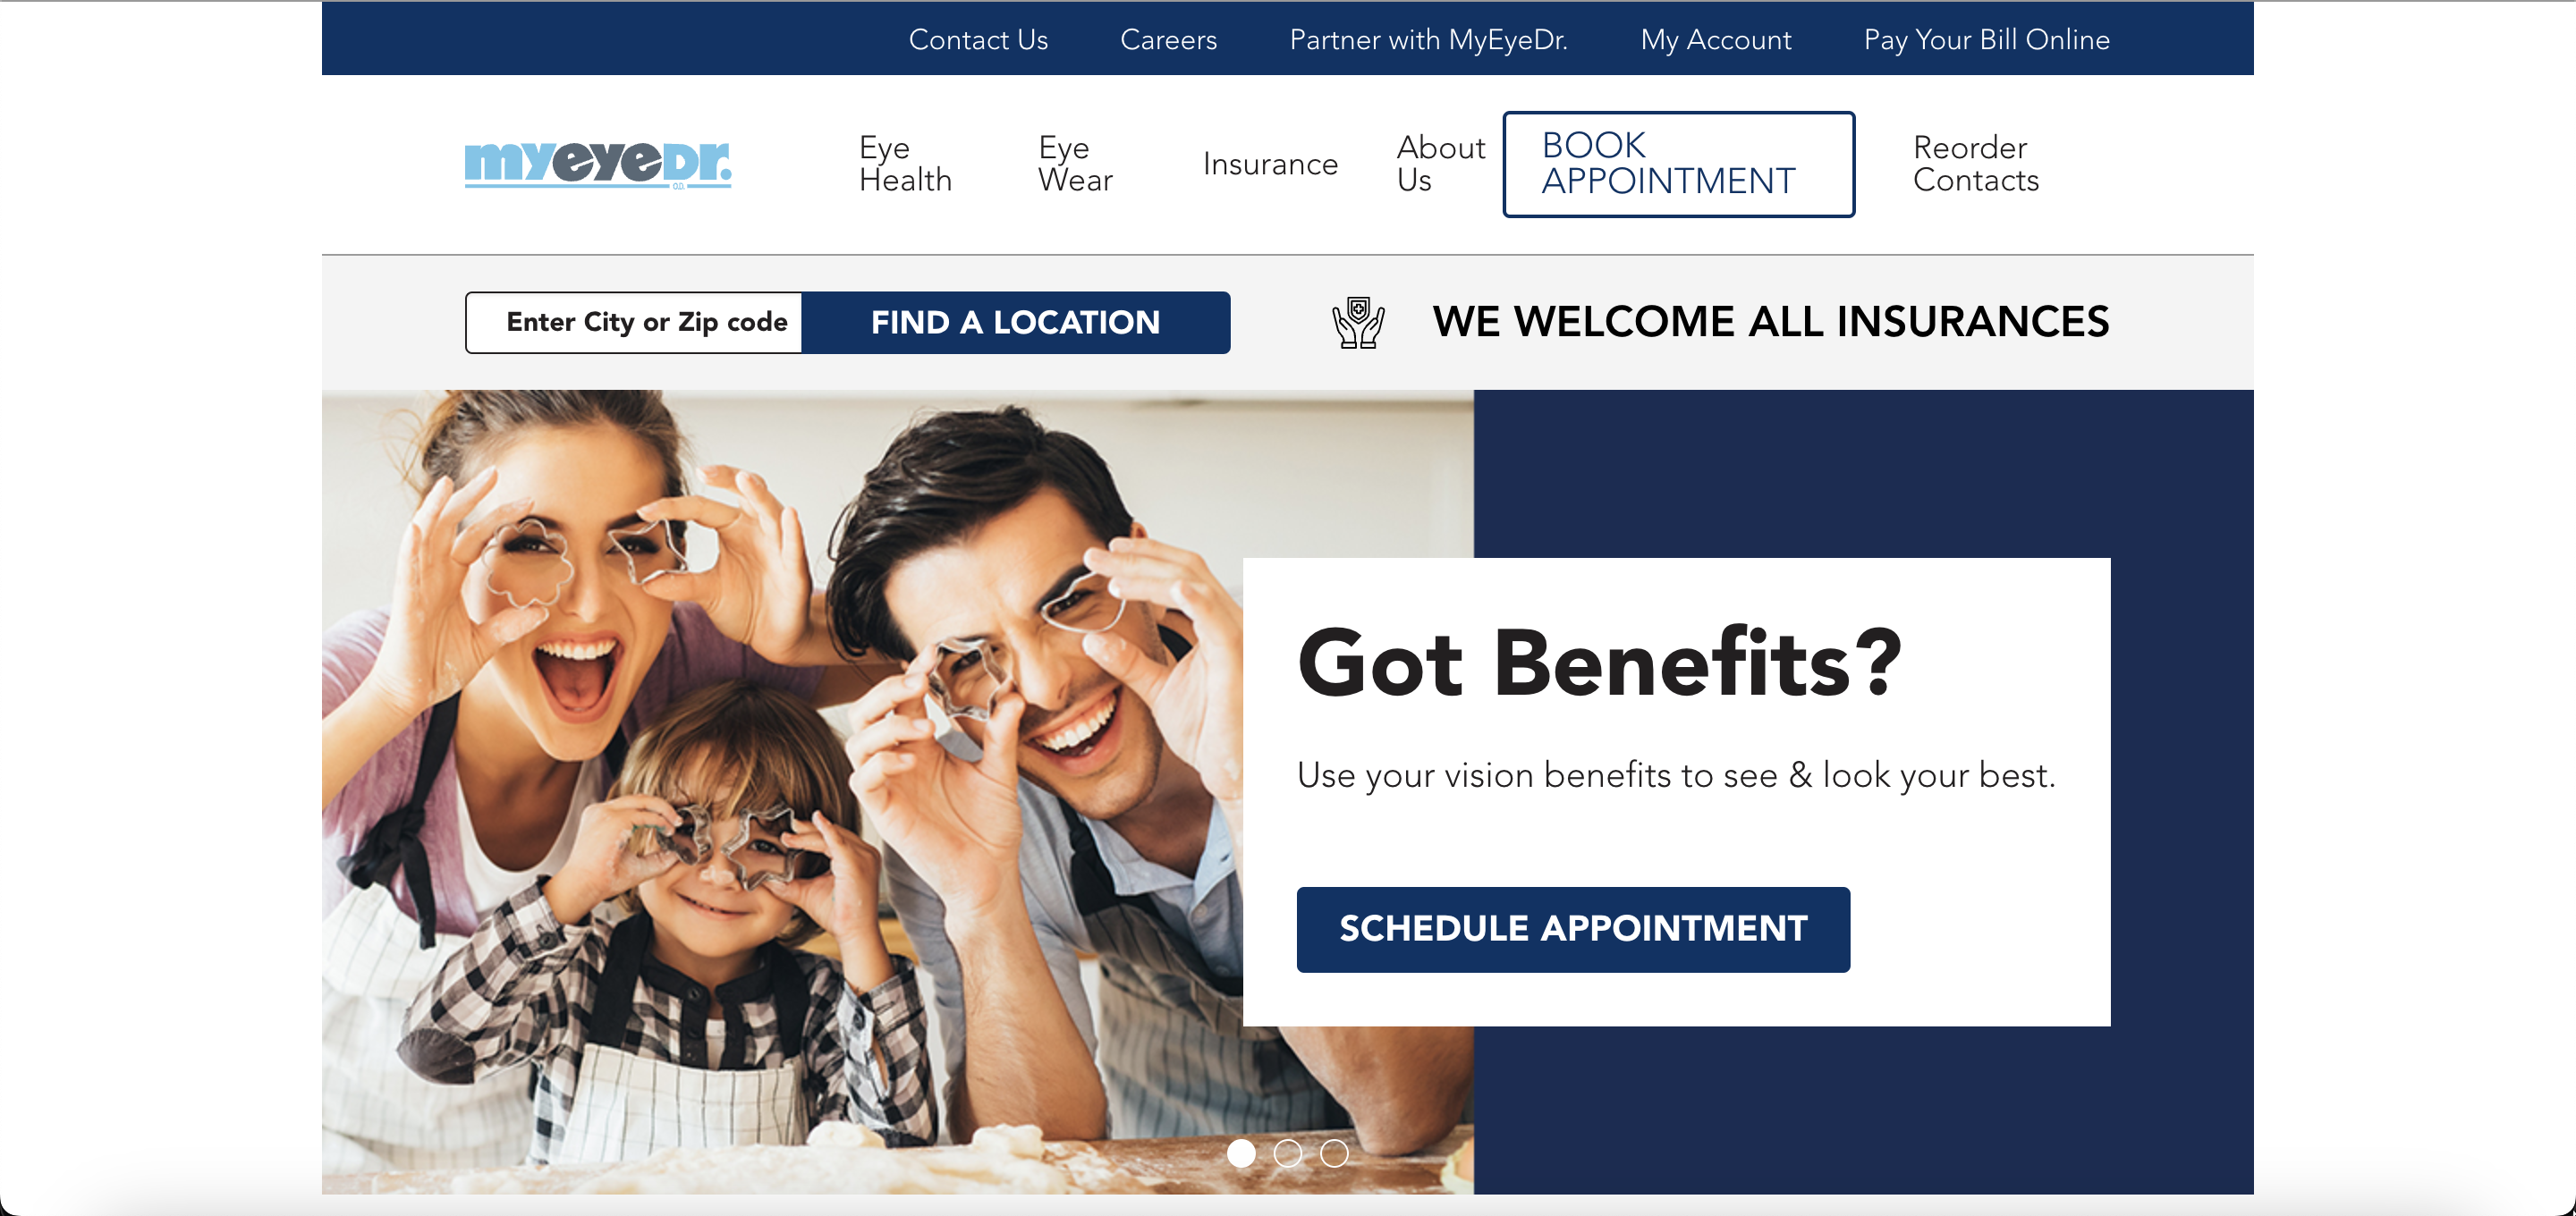 Contact Us Careers Partner with MyEyeDr. My Account Pay Your Bill Online
myeyeDr.
O.D.
Eye
Health
Eye
Wear
Insurance
About
Us
BOOK
APPOINTMENT
Reorder
Contacts
Enter City or Zip code
FIND A LOCATION
WE WELCOME ALL INSURANCES
Got Benefits?
Use your vision benefits to see & look your best.
SCHEDULE APPOINTMENT